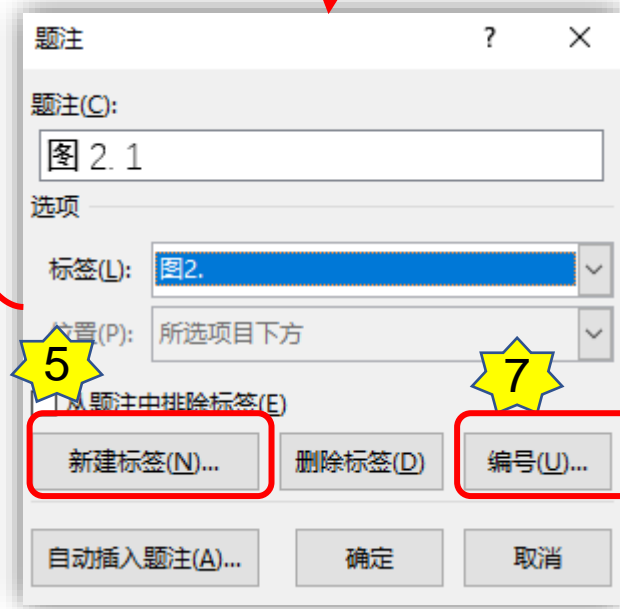 题注 ? ×
题注(C):
图 2. 1
选项
标签(L): 图2.
位置(P): 所选项目下方
5
7
从题注中排除标签(E)
新建标签(N)... 删除标签(D) 编号(U)...
自动插入题注(A)... 确定 取消